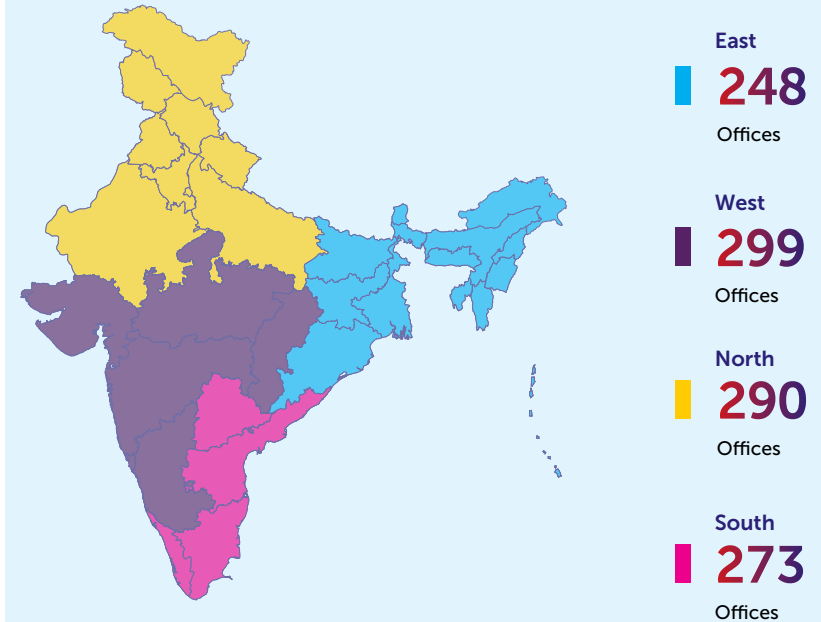 East
248
Offices
West
299
Offices
North
290
Offices
South
273
Offices